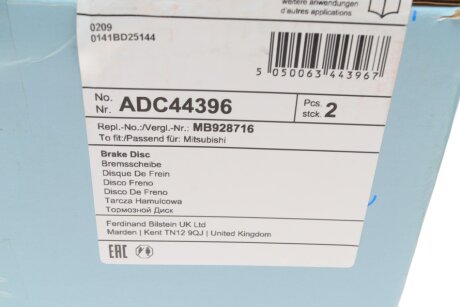 weitere anwendungen
d'autres applications
0209
0141BD25144
5 050063 443967
No.
Nr. ADC44396
Pcs.
stck. 2
Repl.-No.:/Vergl.-Nr.: MB928716
To fit:/Passend für: Mitsubishi
Brake Disc
Bremsscheibe
Disque De Frein
Disco Freno
Disco De Freno
Tarcza Hamulcowa
Тормозной Диск
Ferdinand Bilstein UK Ltd
Marden | Kent TN12 9QJ | United Kingdom
EAC